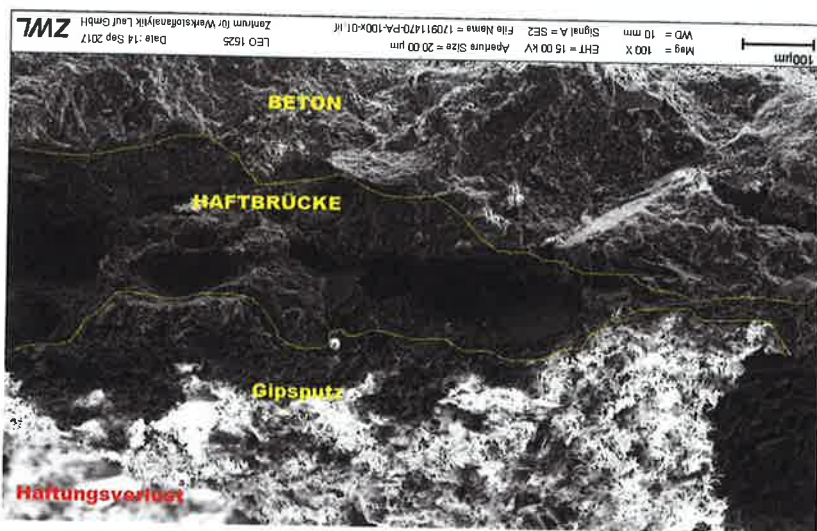 100µm
Mag = 100 X EHT = 15.00 kV Aperture Size = 20.00 µm LEO 1525 Date :14 Sep 2017
WD = 10 mm Signal A = SE2 File Name = 17091470-PA-100x-01.tif Zentrum für Werkstoffanalytik Lauf GmbH
ZWL
BETON
HAFTBRÜCKE
Gipsputz
Haftungsverlust